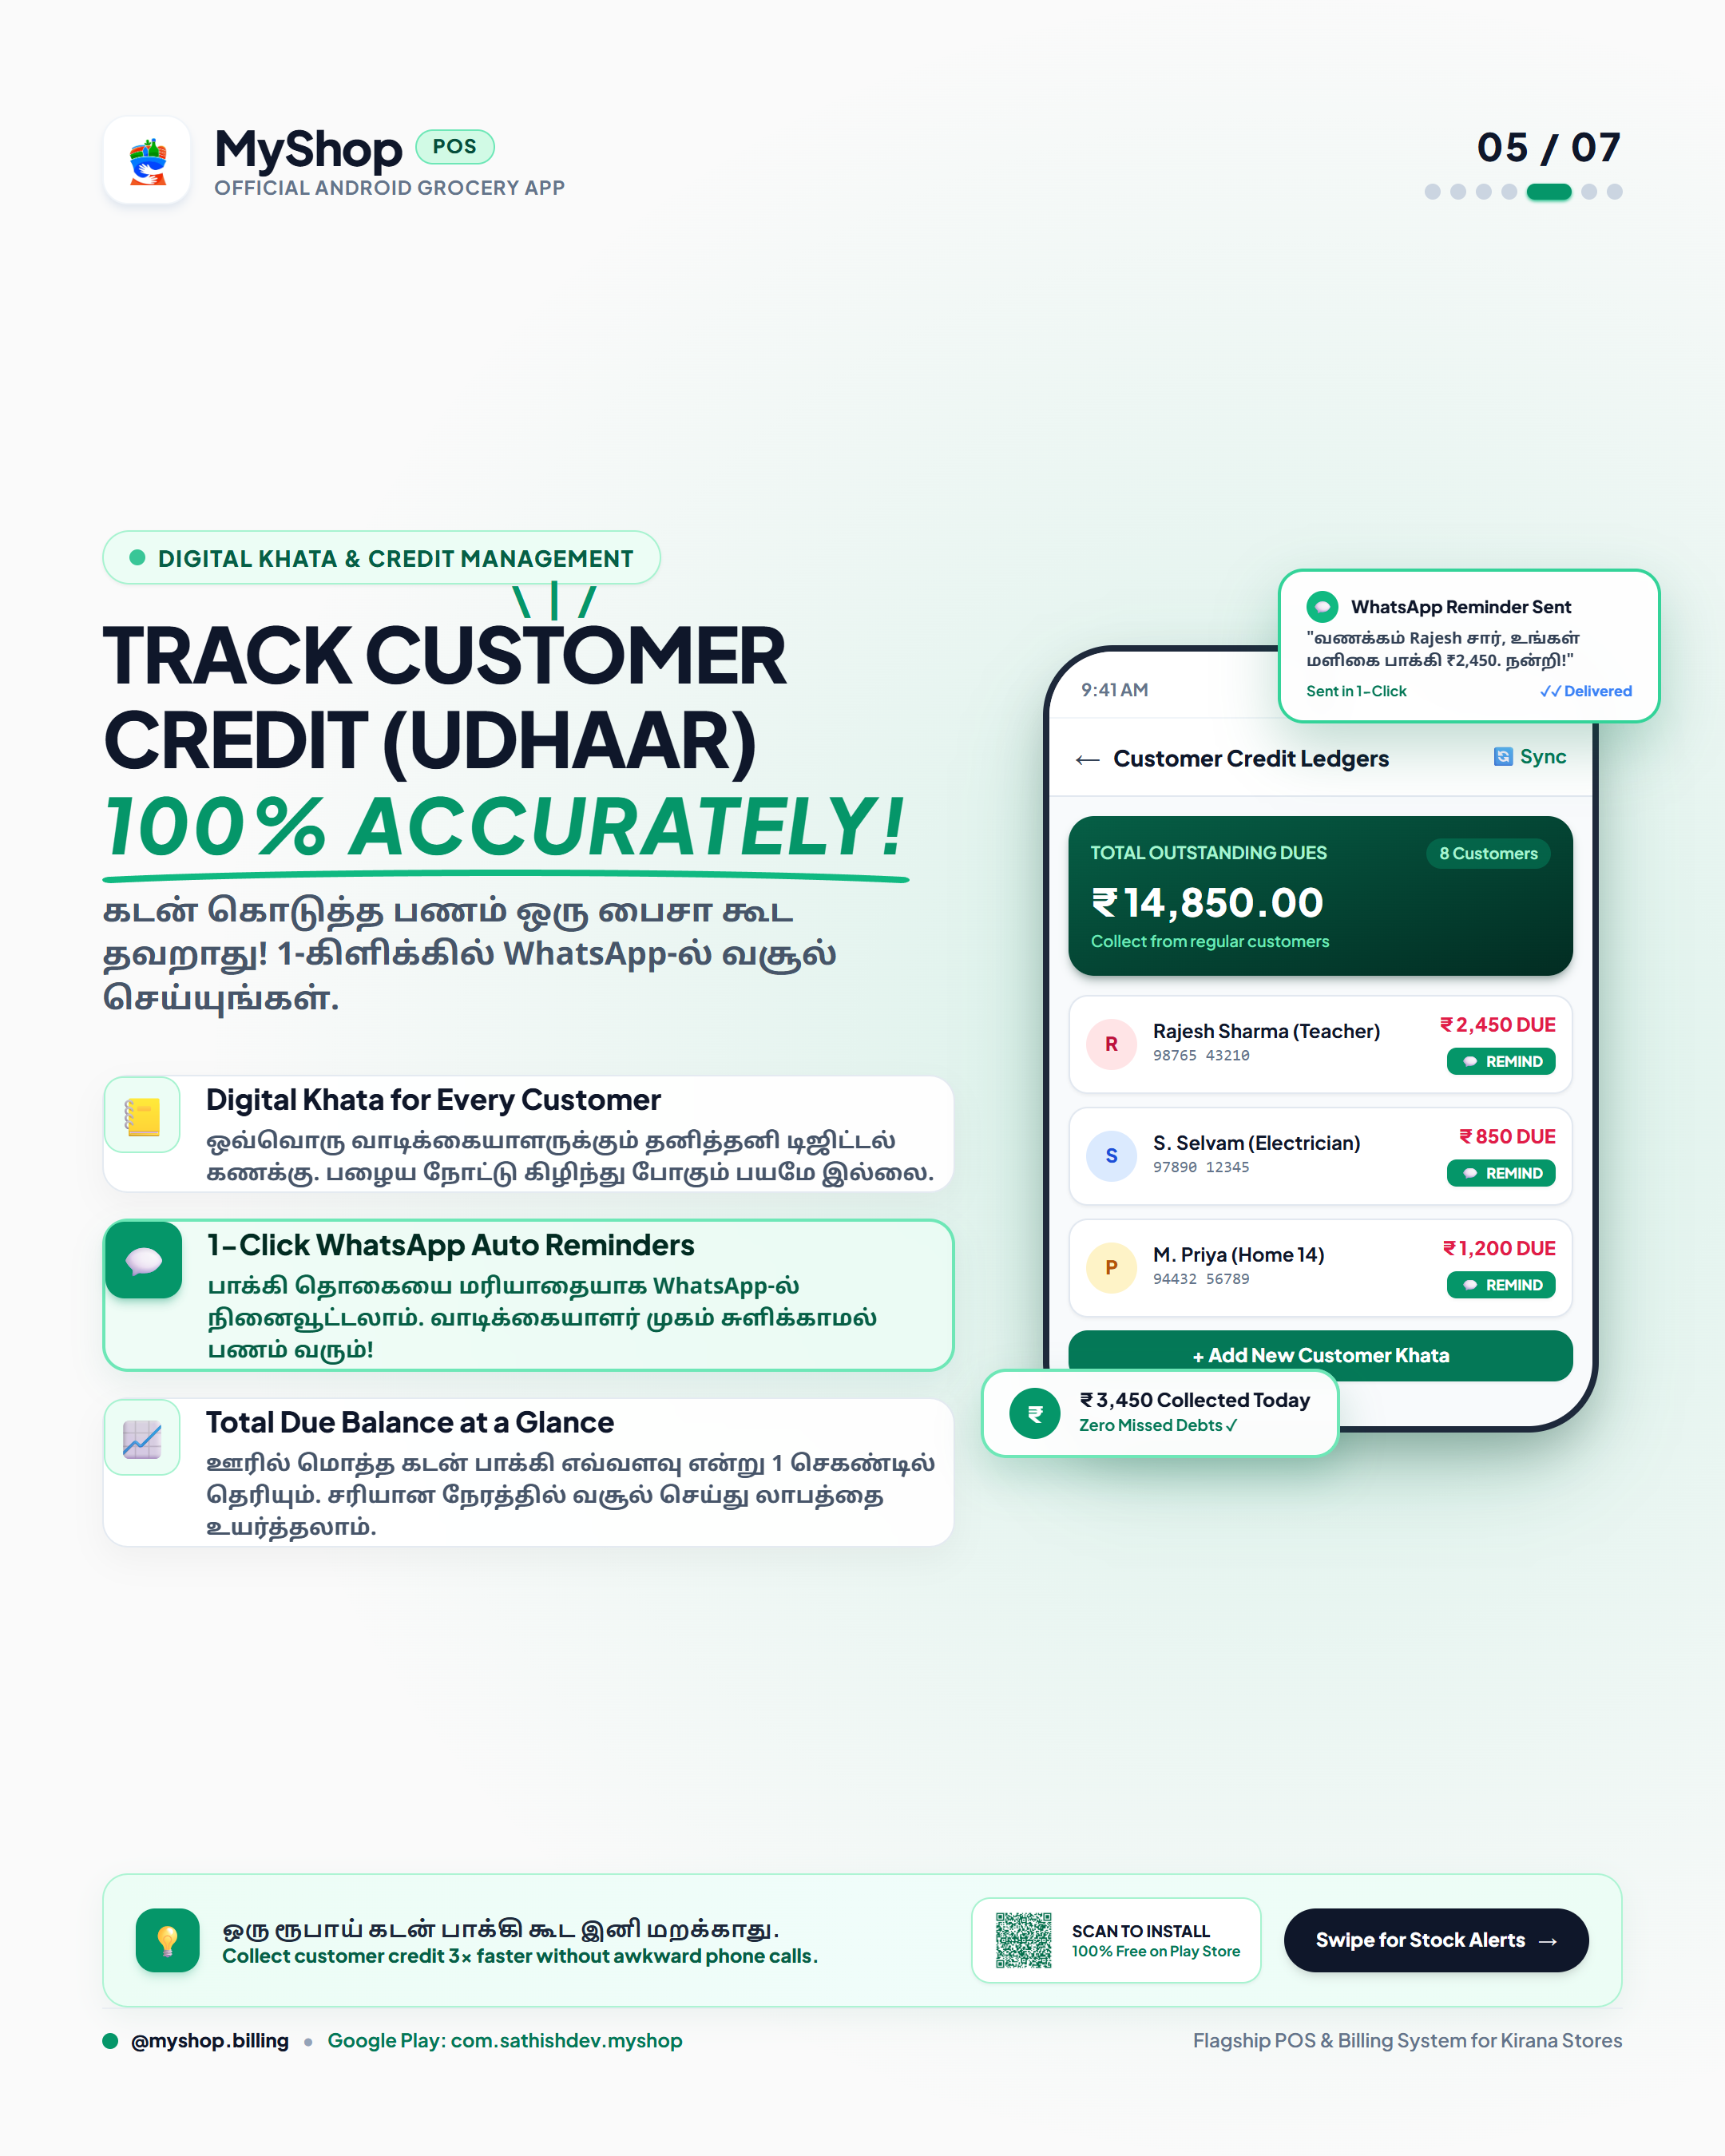 MyShop POS
OFFICIAL ANDROID GROCERY APP
05 / 07
DIGITAL KHATA & CREDIT MANAGEMENT
TRACK CUSTOMER
CREDIT (UDHAAR)
100% ACCURATELY!
கடன் கொடுத்த பணம் ஒரு பைசா கூட
தவறாது! 1-கிளிக்கில் WhatsApp-ல் வசூல்
செய்யுங்கள்.
Digital Khata for Every Customer
ஒவ்வொரு வாடிக்கையாளருக்கும் தனித்தனி டிஜிட்டல்
கணக்கு. பழைய நோட்டு கிழிந்து போகும் பயமே இல்லை.
1-Click WhatsApp Auto Reminders
பாக்கி தொகையை மரியாதையாக WhatsApp-ல்
நினைவூட்டலாம். வாடிக்கையாளர் முகம் சுளிக்காமல்
பணம் வரும்!
Total Due Balance at a Glance
ஊரில் மொத்த கடன் பாக்கி எவ்வளவு என்று 1 செகண்டில்
தெரியும். சரியான நேரத்தில் வசூல் செய்து லாபத்தை
உயர்த்தலாம்.
WhatsApp Reminder Sent
"வணக்கம் Rajesh சார், உங்கள்
மளிகை பாக்கி ₹2,450. நன்றி!"
Sent in 1-Click ✓✓ Delivered
9:41 AM
← Customer Credit Ledgers Sync
TOTAL OUTSTANDING DUES 8 Customers
₹14,850.00
Collect from regular customers
R Rajesh Sharma (Teacher) ₹2,450 DUE
98765 43210 REMIND
S S. Selvam (Electrician) ₹850 DUE
97890 12345 REMIND
P M. Priya (Home 14) ₹1,200 DUE
94432 56789 REMIND
+ Add New Customer Khata
₹ ₹3,450 Collected Today
Zero Missed Debts ✓
ஒரு ரூபாய் கடன் பாக்கி கூட இனி மறக்காது.
Collect customer credit 3× faster without awkward phone calls.
SCAN TO INSTALL
100% Free on Play Store
Swipe for Stock Alerts →
@myshop.billing • Google Play: com.sathishdev.myshop
Flagship POS & Billing System for Kirana Stores